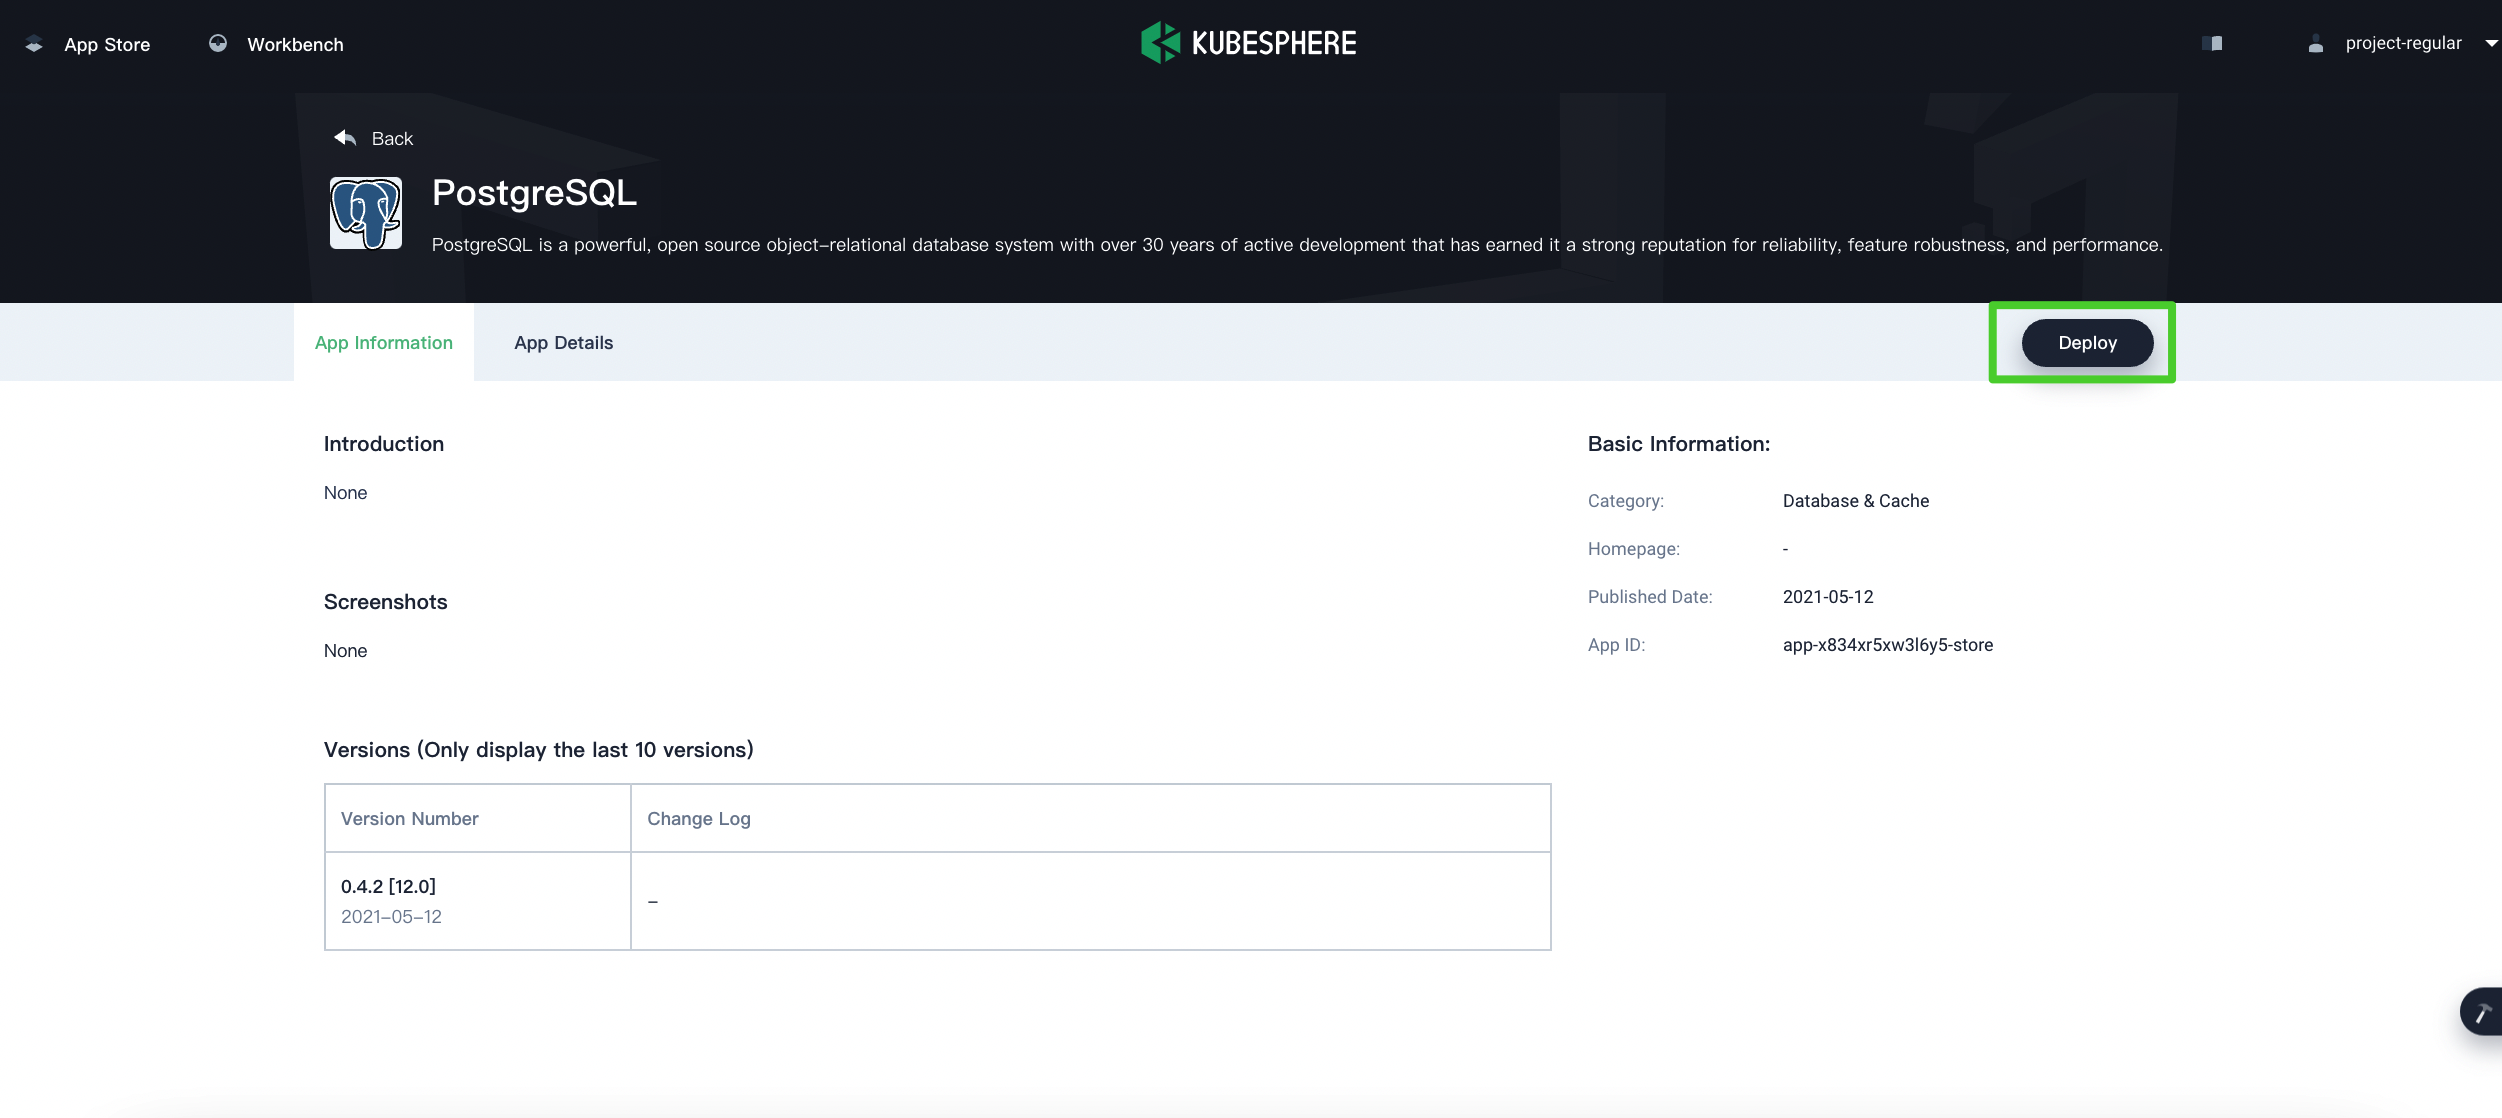 App Store
Workbench
KUBESPHERE
project-regular
Back
PostgreSQL
PostgreSQL is a powerful, open source object-relational database system with over 30 years of active development that has earned it a strong reputation for reliability, feature robustness, and performance.
App Information
App Details
Deploy
Introduction
None
Screenshots
None
Versions (Only display the last 10 versions)
Version Number
Change Log
0.4.2 [12.0]
2021-05-12
-
Basic Information:
Category:
Database & Cache
Homepage:
-
Published Date:
2021-05-12
App ID:
app-x834xr5xw3l6y5-store